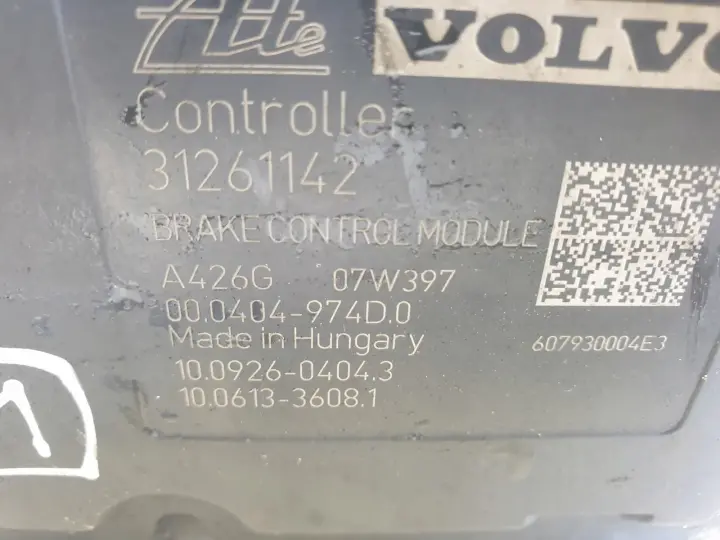 Ate VOLVO
Controller
31261142
BRAKE CONTROL MODULE
A426G 07W397
00.0404-974D.0
Made in Hungary 607930004E3
10.0926-0404.3
10.0613-3608.1